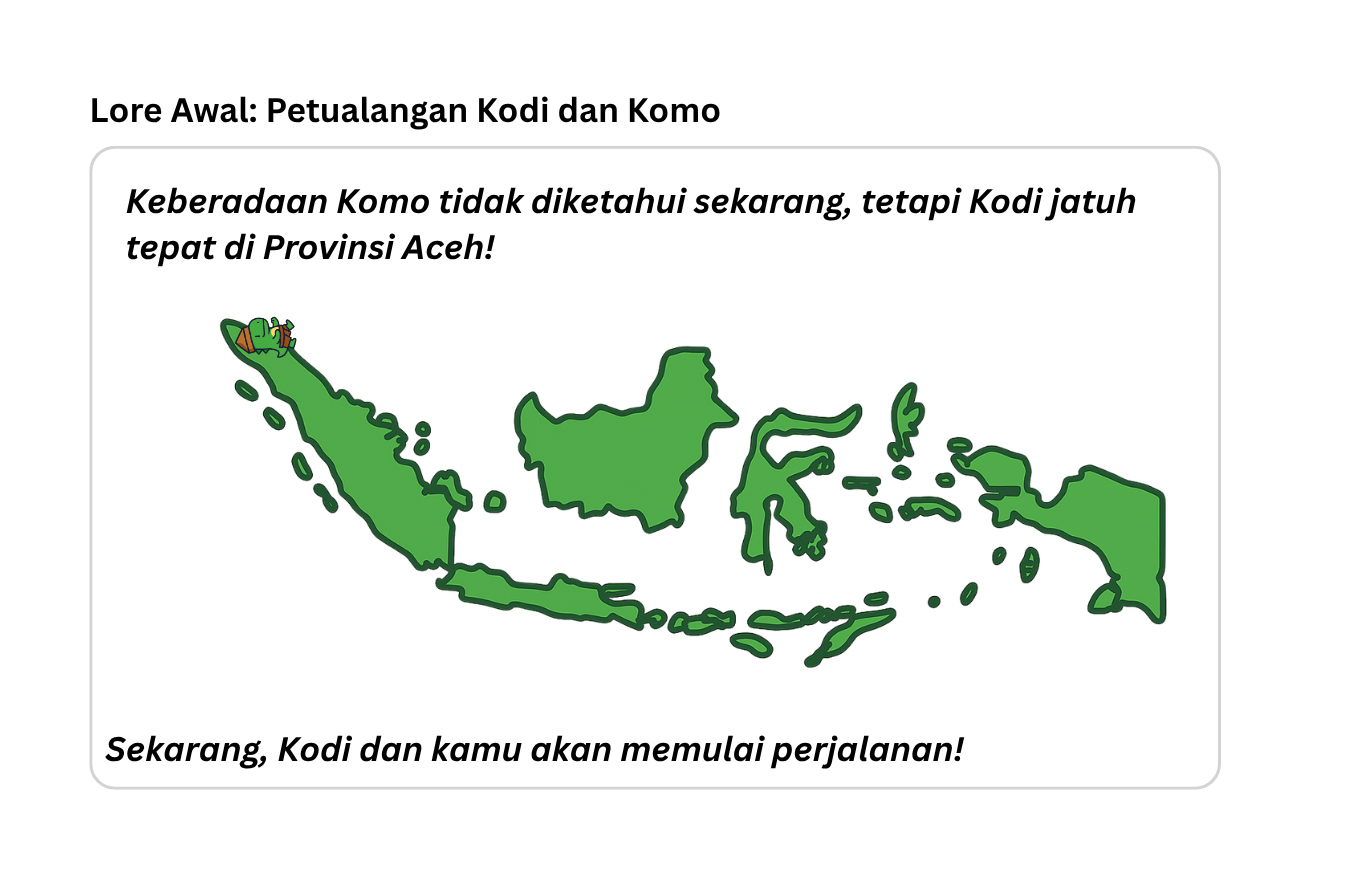 Lore Awal: Petualangan Kodi dan Komo
Keberadaan Komo tidak diketahui sekarang, tetapi Kodi jatuh
tepat di Provinsi Aceh!
Sekarang, Kodi dan kamu akan memulai perjalanan!